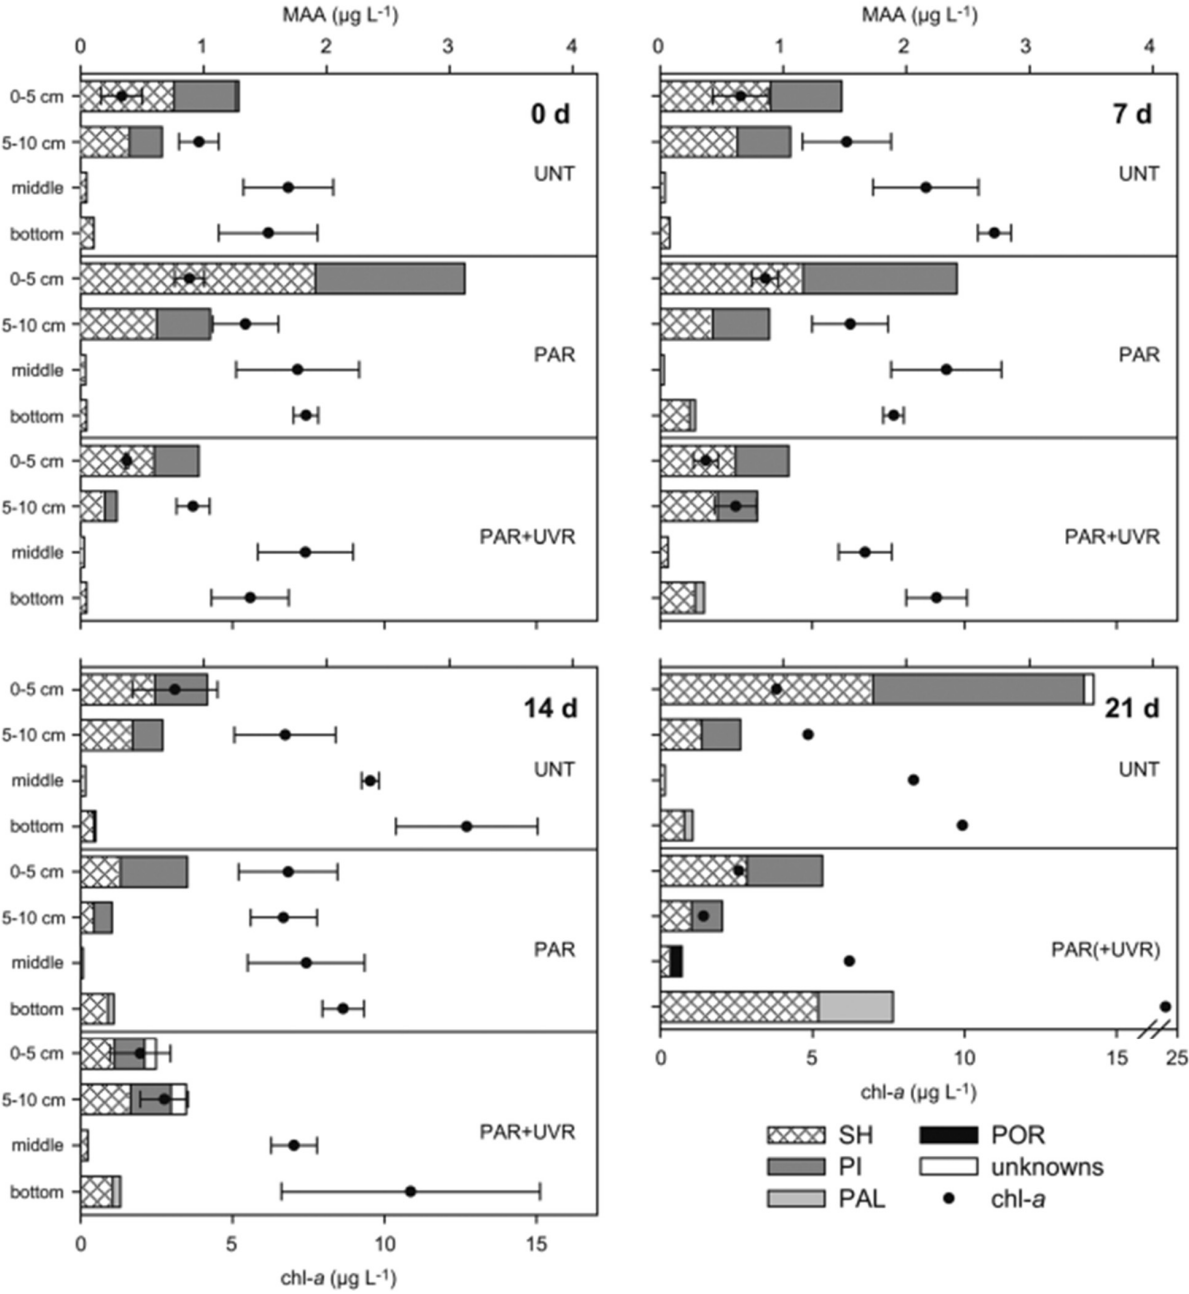 MAA (µg L-1)
0 1 2 3 4
0-5 cm
5-10 cm
middle
bottom
0 d
UNT
0-5 cm
5-10 cm
middle
bottom
PAR
0-5 cm
5-10 cm
middle
bottom
PAR+UVR
MAA (µg L-1)
0 1 2 3 4
7 d
UNT
PAR
PAR+UVR
0-5 cm
5-10 cm
middle
bottom
14 d
UNT
0-5 cm
5-10 cm
middle
bottom
PAR
0-5 cm
5-10 cm
middle
bottom
PAR+UVR
0 5 10 15
chl-a (µg L-1)
21 d
UNT
PAR(+UVR)
0 5 10 15 25
chl-a (µg L-1)
SH POR
PI unknowns
PAL chl-a